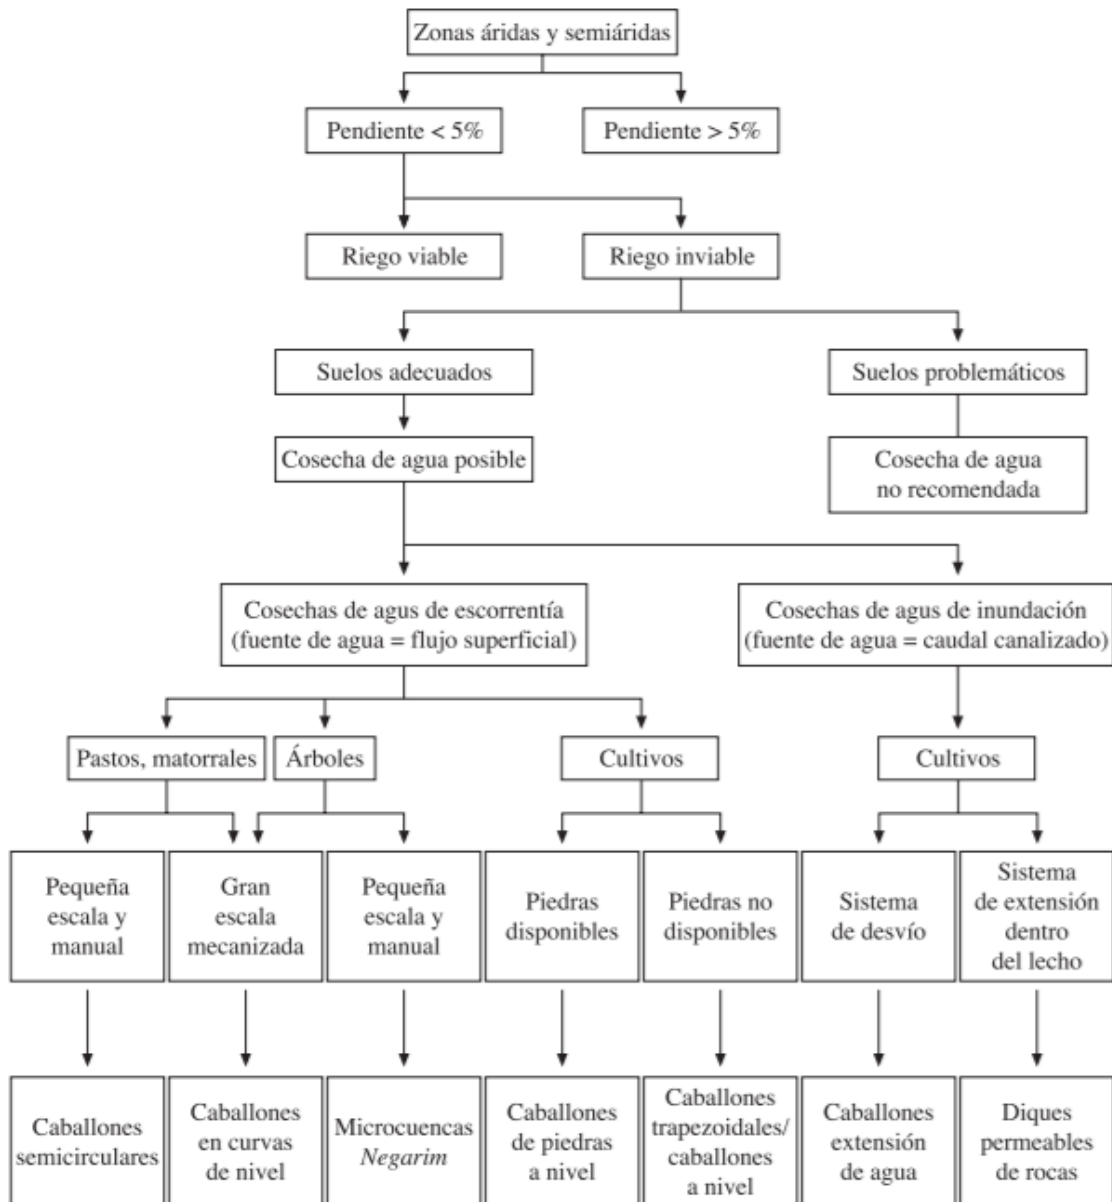 Zonas áridas y semiáridas
Pendiente < 5%
Pendiente > 5%
Riego viable
Riego inviable
Suelos adecuados
Suelos problemáticos
Cosecha de agua posible
Cosecha de agua
no recomendada
Cosechas de agus de escorrentía
(fuente de agua = flujo superficial)
Cosechas de agus de inundación
(fuente de agua = caudal canalizado)
Pastos, matorrales
Árboles
Cultivos
Cultivos
Pequeña
escala y
manual
Gran
escala
mecanizada
Pequeña
escala y
manual
Piedras
disponibles
Piedras no
disponibles
Sistema
de desvío
Sistema
de extensión
dentro
del lecho
Caballones
semicirculares
Caballones
en curvas
de nivel
Microcuencas
Negarim
Caballones
de piedras
a nivel
Caballones
trapezoidales/
caballones
a nivel
Caballones
extensión
de agua
Diques
permeables
de rocas